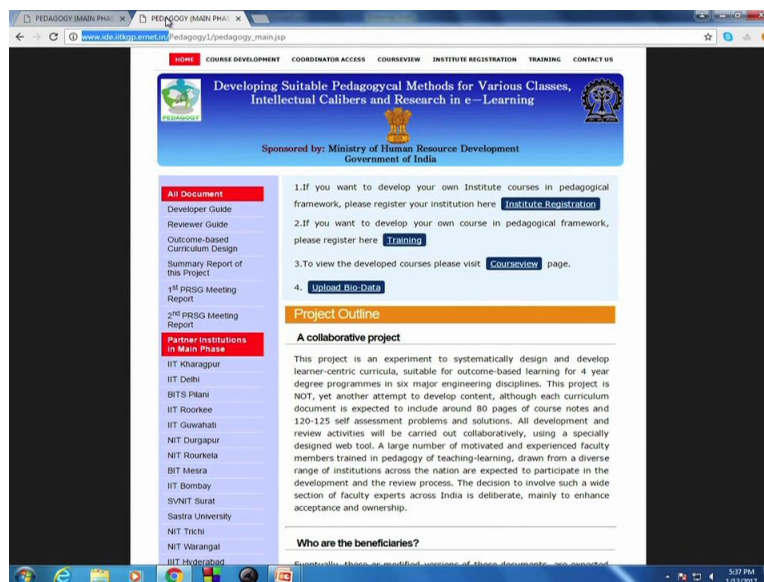 PEDAGOGY (MAIN PHA
PEDAGOGY (MAIN PHA
www.ide.iitkgp.ernet.in/Pedagogy1/pedagogy_main.jsp
HOME COURSE DEVELOPMENT COORDINATOR ACCESS COURSEVIEW INSTITUTE REGISTRATION TRAINING CONTACT US
PEDAGOGY
Developing Suitable Pedagogycal Methods for Various Classes,
Intellectual Calibers and Research in e-Learning
Sponsored by: Ministry of Human Resource Development
Government of India
All Document
Developer Guide
Reviewer Guide
Outcome-based
Curriculum Design
Summary Report of
this Project
1st PRSG Meeting
Report
2nd PRSG Meeting
Report
Partner Institutions
in Main Phase
IIT Kharagpur
IIT Delhi
BITS Pilani
IIT Roorkee
IIT Guwahati
NIT Durgapur
NIT Rourkela
BIT Mesra
IIT Bombay
SVNIT Surat
Sastra University
NIT Trichi
NIT Warangal
IIIT Hyderabad
1.If you want to develop your own Institute courses in pedagogical
framework, please register your institution here Institute Registration
2.If you want to develop your own course in pedagogical framework,
please register here Training
3.To view the developed courses please visit Courseview page.
4. Upload Bio-Data
Project Outline
A collaborative project
This project is an experiment to systematically design and develop
learner-centric curricula, suitable for outcome-based learning for 4 year
degree programmes in six major engineering disciplines. This project is
NOT, yet another attempt to develop content, although each curriculum
document is expected to include around 80 pages of course notes and
120-125 self assessment problems and solutions. All development and
review activities will be carried out collaboratively, using a specially
designed web tool. A large number of motivated and experienced faculty
members trained in pedagogy of teaching-learning, drawn from a diverse
range of institutions across the nation are expected to participate in the
development and the review process. The decision to involve such a wide
section of faculty experts across India is deliberate, mainly to enhance
acceptance and ownership.
Who are the beneficiaries?
Eventually, these or modified versions of these documents, are expected
5:37 PM